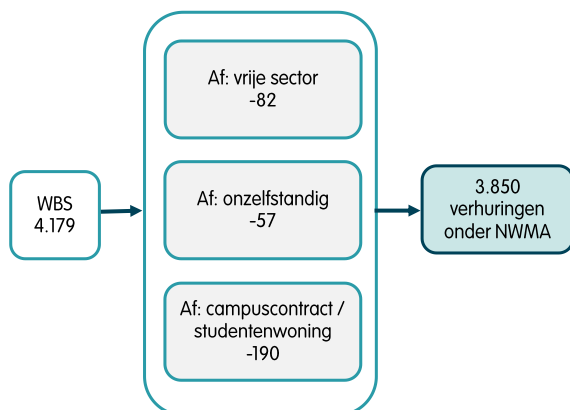 WBS
4.179
Af: vrije sector
-82
Af: onzelfstandig
-57
Af: campuscontract /
studentenwoning
-190
3.850
verhuringen
onder NWMA